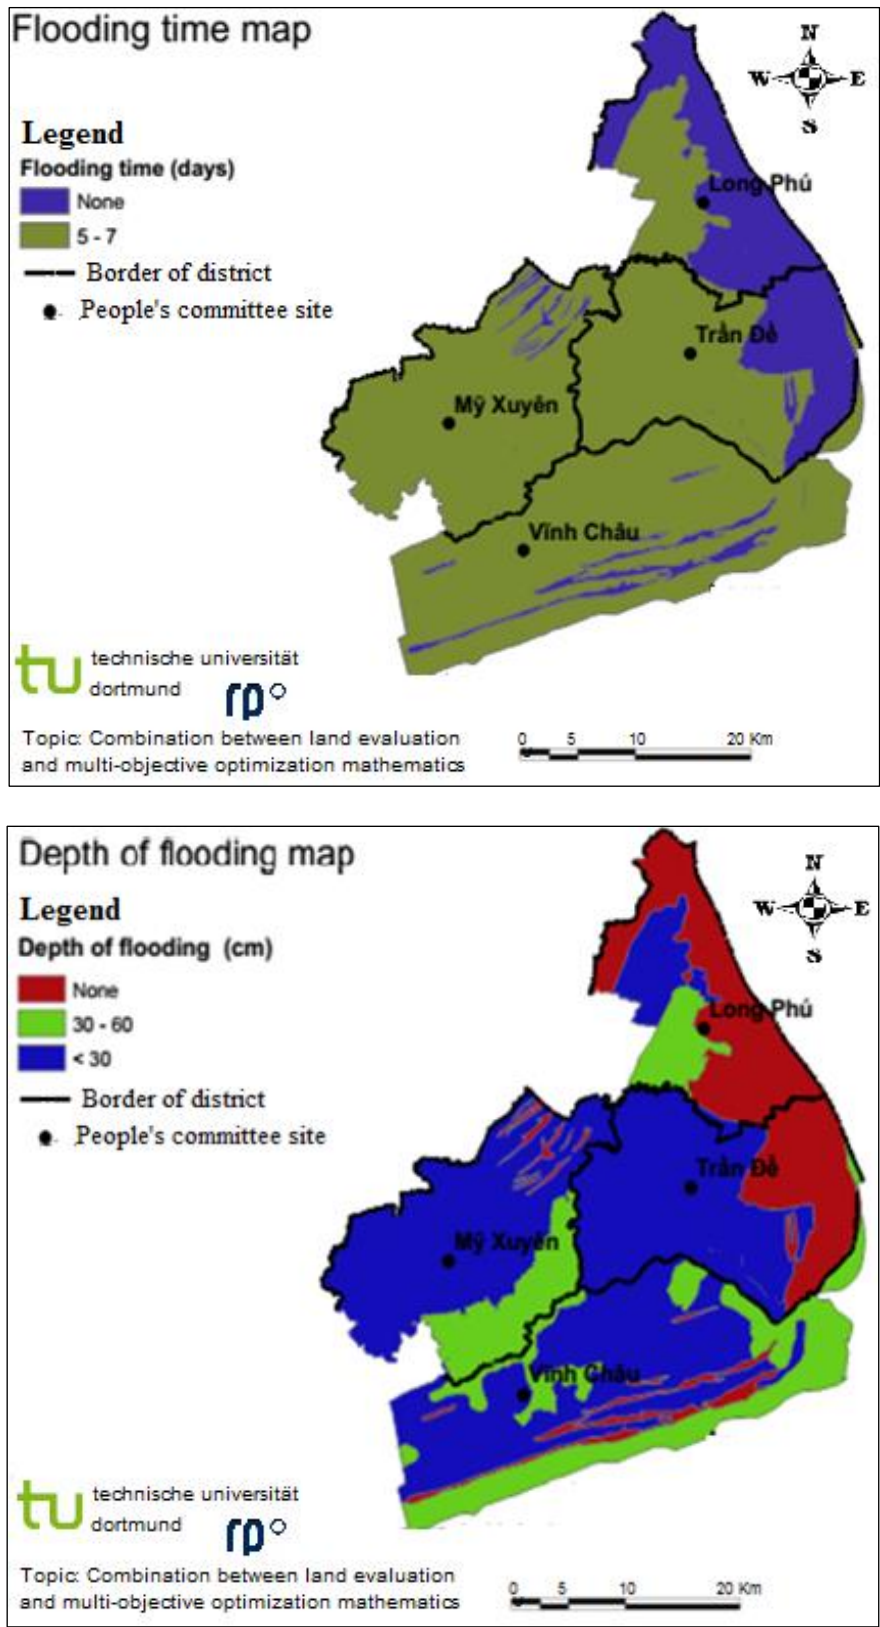 Flooding time map
N
W E
S
Legend
Flooding time (days)
None
5 - 7
Border of district
People's committee site
Long Phú
Trần Đề
Mỹ Xuyên
Vĩnh Châu
tu technische universität
dortmund rp
Topic: Combination between land evaluation
and multi-objective optimization mathematics
0 5 10 20 Km
Depth of flooding map
N
W E
S
Legend
Depth of flooding (cm)
None
30 - 60
< 30
Border of district
People's committee site
Long Phú
Trần Đề
Mỹ Xuyên
Vĩnh Châu
tu technische universität
dortmund rp
Topic: Combination between land evaluation
and multi-objective optimization mathematics
0 5 10 20 Km